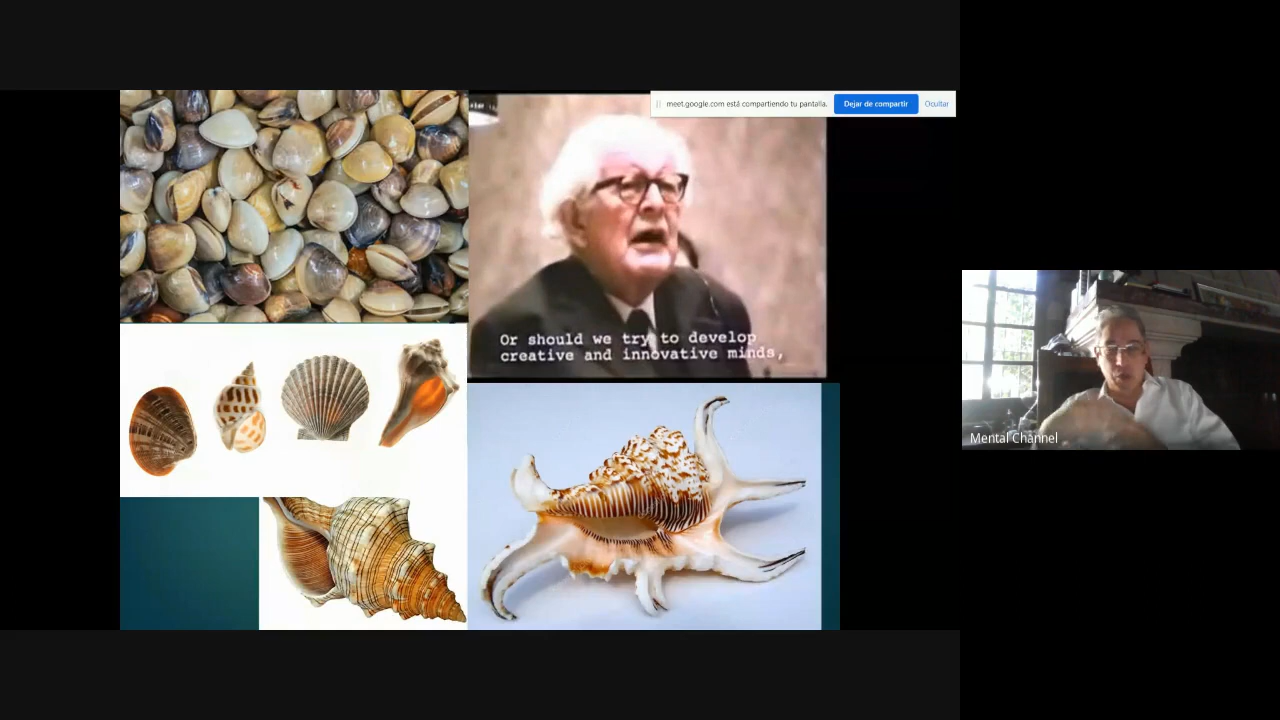 meet.google.com está compartiendo tu pantalla.
Dejar de compartir
Ocultar
Or should we try to develop
creative and innovative minds,
Mental Channel